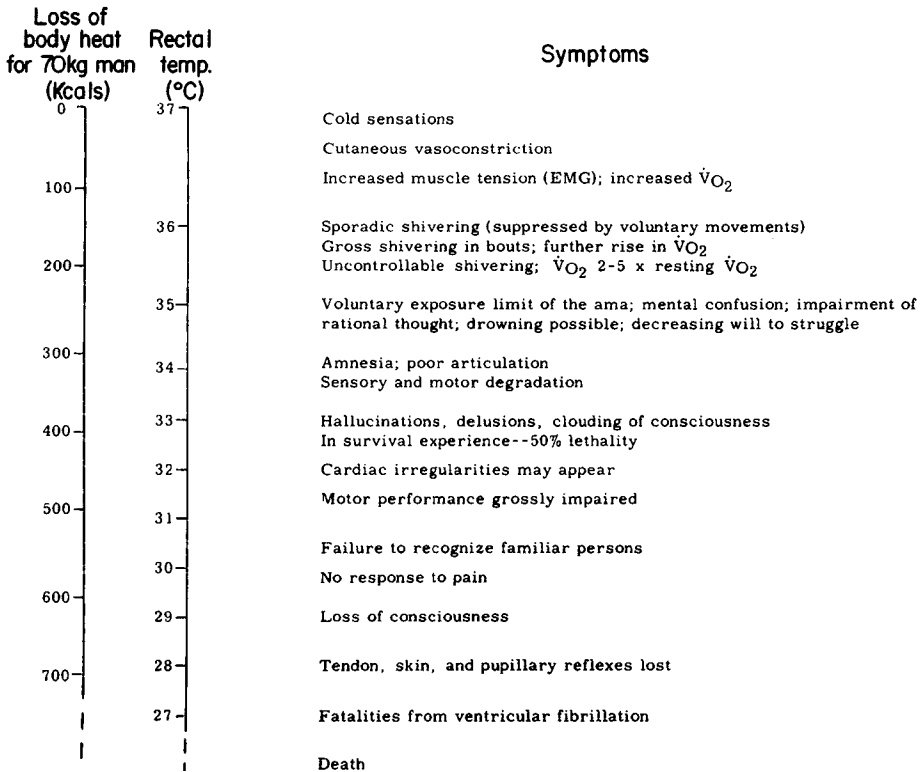 Loss of
body heat
for 70kg man
(Kcals)
Rectal
temp.
(°C)
Symptoms
0
37
Cold sensations
Cutaneous vasoconstriction
100
Increased muscle tension (EMG); increased V̇O2
36
Sporadic shivering (suppressed by voluntary movements)
Gross shivering in bouts; further rise in V̇O2
200
Uncontrollable shivering; V̇O2 2-5 x resting V̇O2
35
Voluntary exposure limit of the ama; mental confusion; impairment of
rational thought; drowning possible; decreasing will to struggle
300
34
Amnesia; poor articulation
Sensory and motor degradation
33
Hallucinations, delusions, clouding of consciousness
400
In survival experience--50% lethality
32
Cardiac irregularities may appear
500
Motor performance grossly impaired
31
Failure to recognize familiar persons
30
No response to pain
600
29
Loss of consciousness
28
Tendon, skin, and pupillary reflexes lost
700
27
Fatalities from ventricular fibrillation
Death